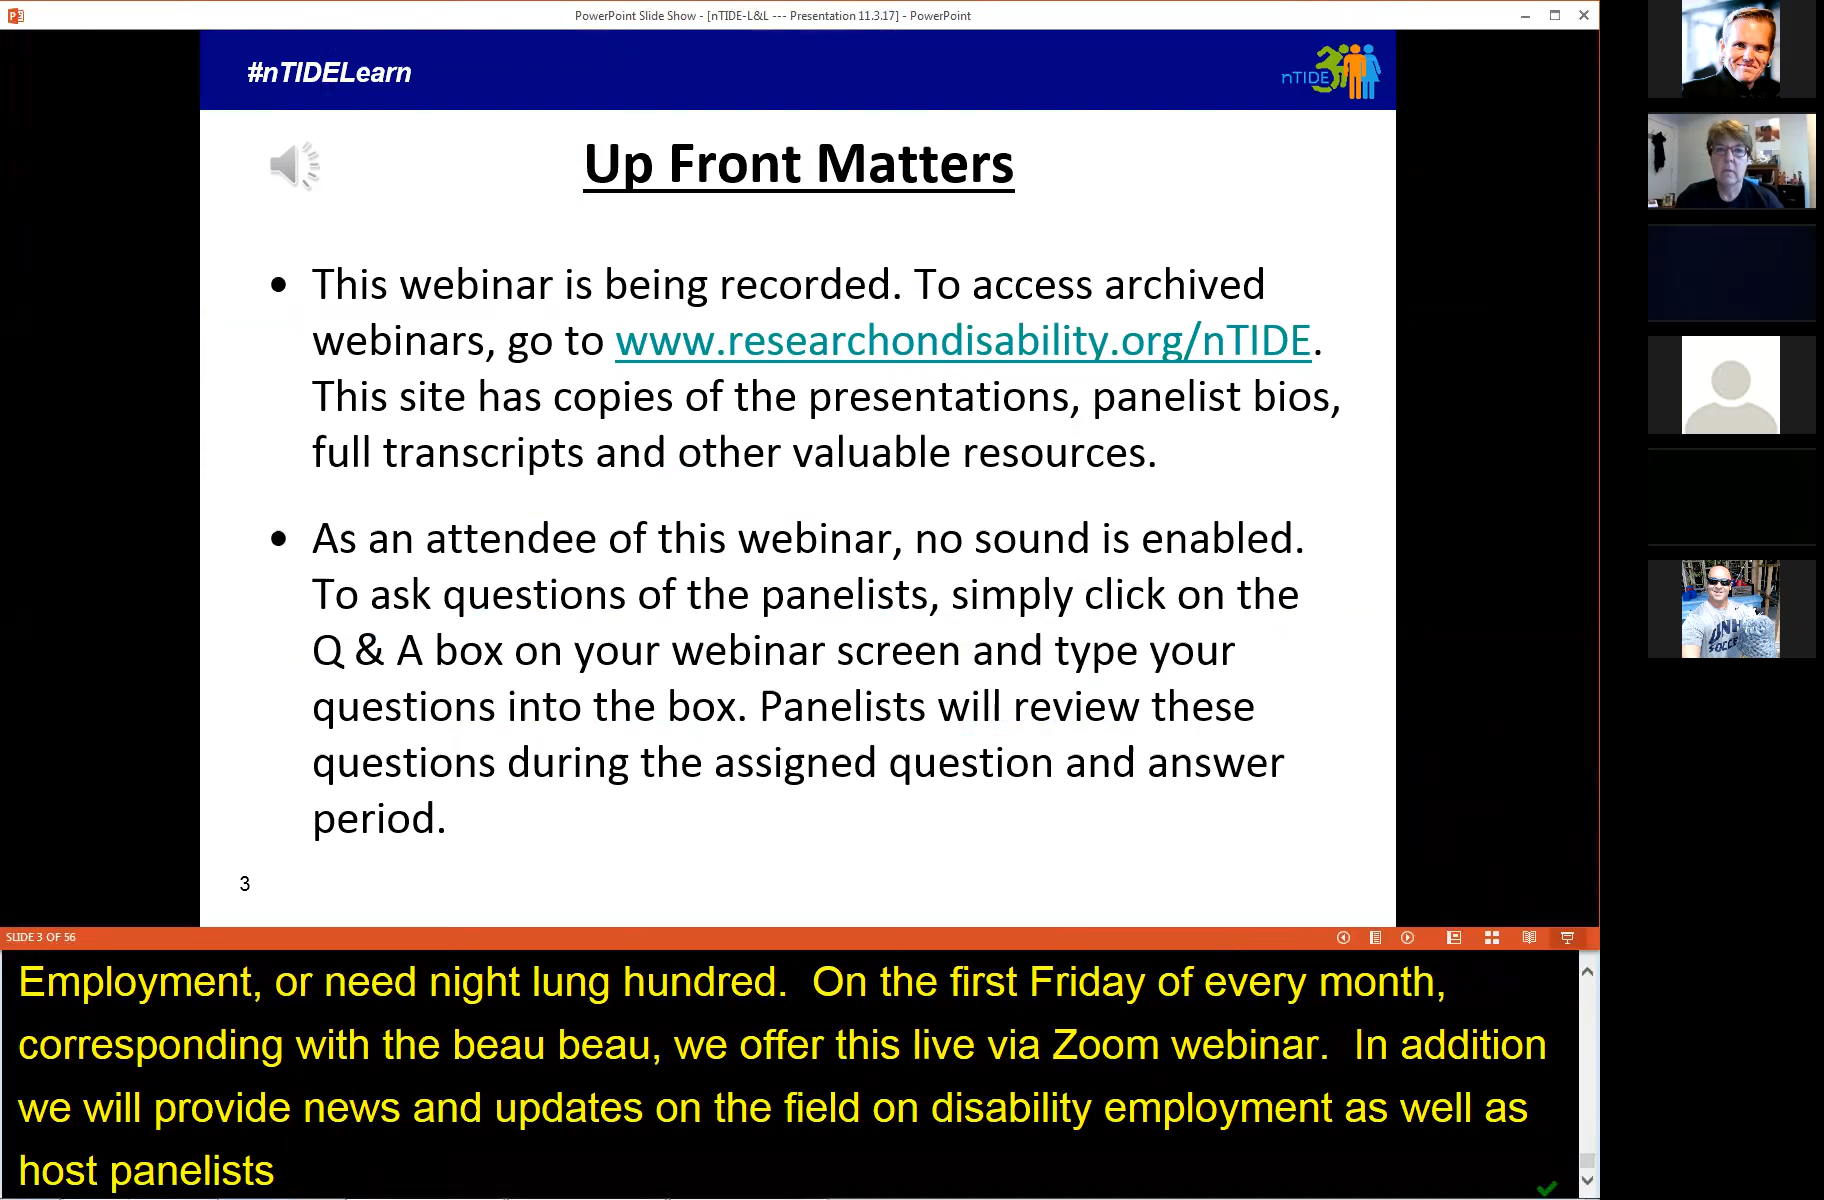 PowerPoint Slide Show - [nTIDE-L&L --- Presentation 11.3.17] - PowerPoint
#nTIDELearn
nTIDE
Up Front Matters
• This webinar is being recorded. To access archived
webinars, go to www.researchondisability.org/nTIDE.
This site has copies of the presentations, panelist bios,
full transcripts and other valuable resources.
• As an attendee of this webinar, no sound is enabled.
To ask questions of the panelists, simply click on the
Q & A box on your webinar screen and type your
questions into the box. Panelists will review these
questions during the assigned question and answer
period.
3
SLIDE 3 OF 56
Employment, or need night lung hundred.  On the first Friday of every month,
corresponding with the beau beau, we offer this live via Zoom webinar.  In addition
we will provide news and updates on the field on disability employment as well as
host panelists
UNH
SOCCER